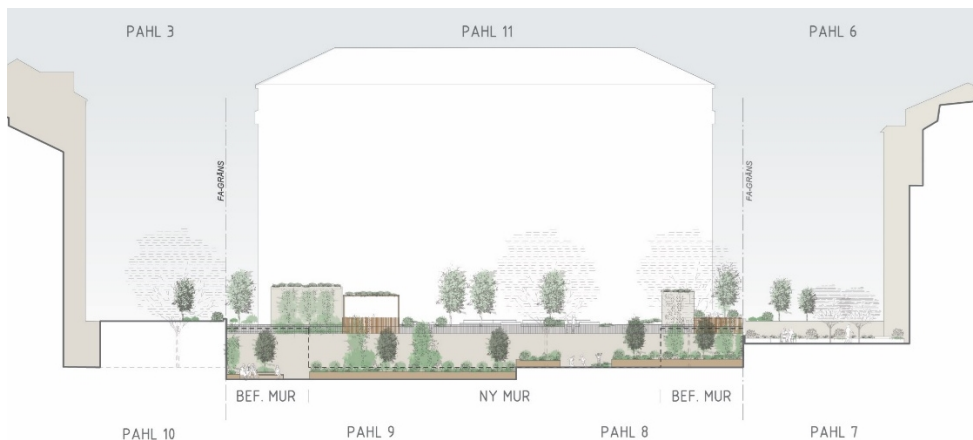 PAHL 3
PAHL 11
PAHL 6
FA-GRÄNS
FA-GRÄNS
BEF. MUR
NY MUR
BEF. MUR
PAHL 10
PAHL 9
PAHL 8
PAHL 7